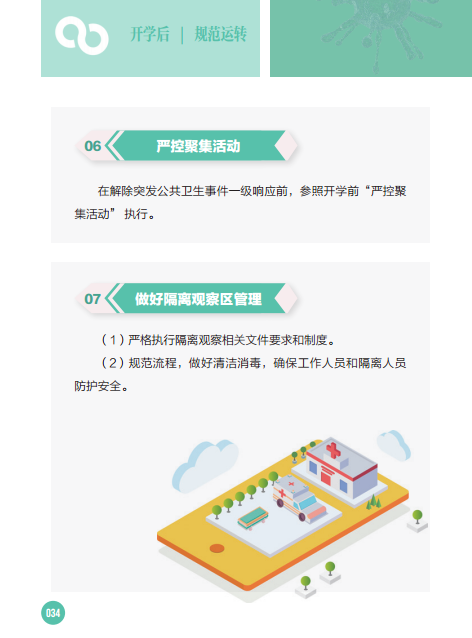 开学后 | 规范运转
06 严控聚集活动
在解除突发公共卫生事件一级响应前，参照开学前“严控聚
集活动” 执行。
07 做好隔离观察区管理
（1）严格执行隔离观察相关文件要求和制度。
（2）规范流程，做好清洁消毒，确保工作人员和隔离人员
防护安全。
034